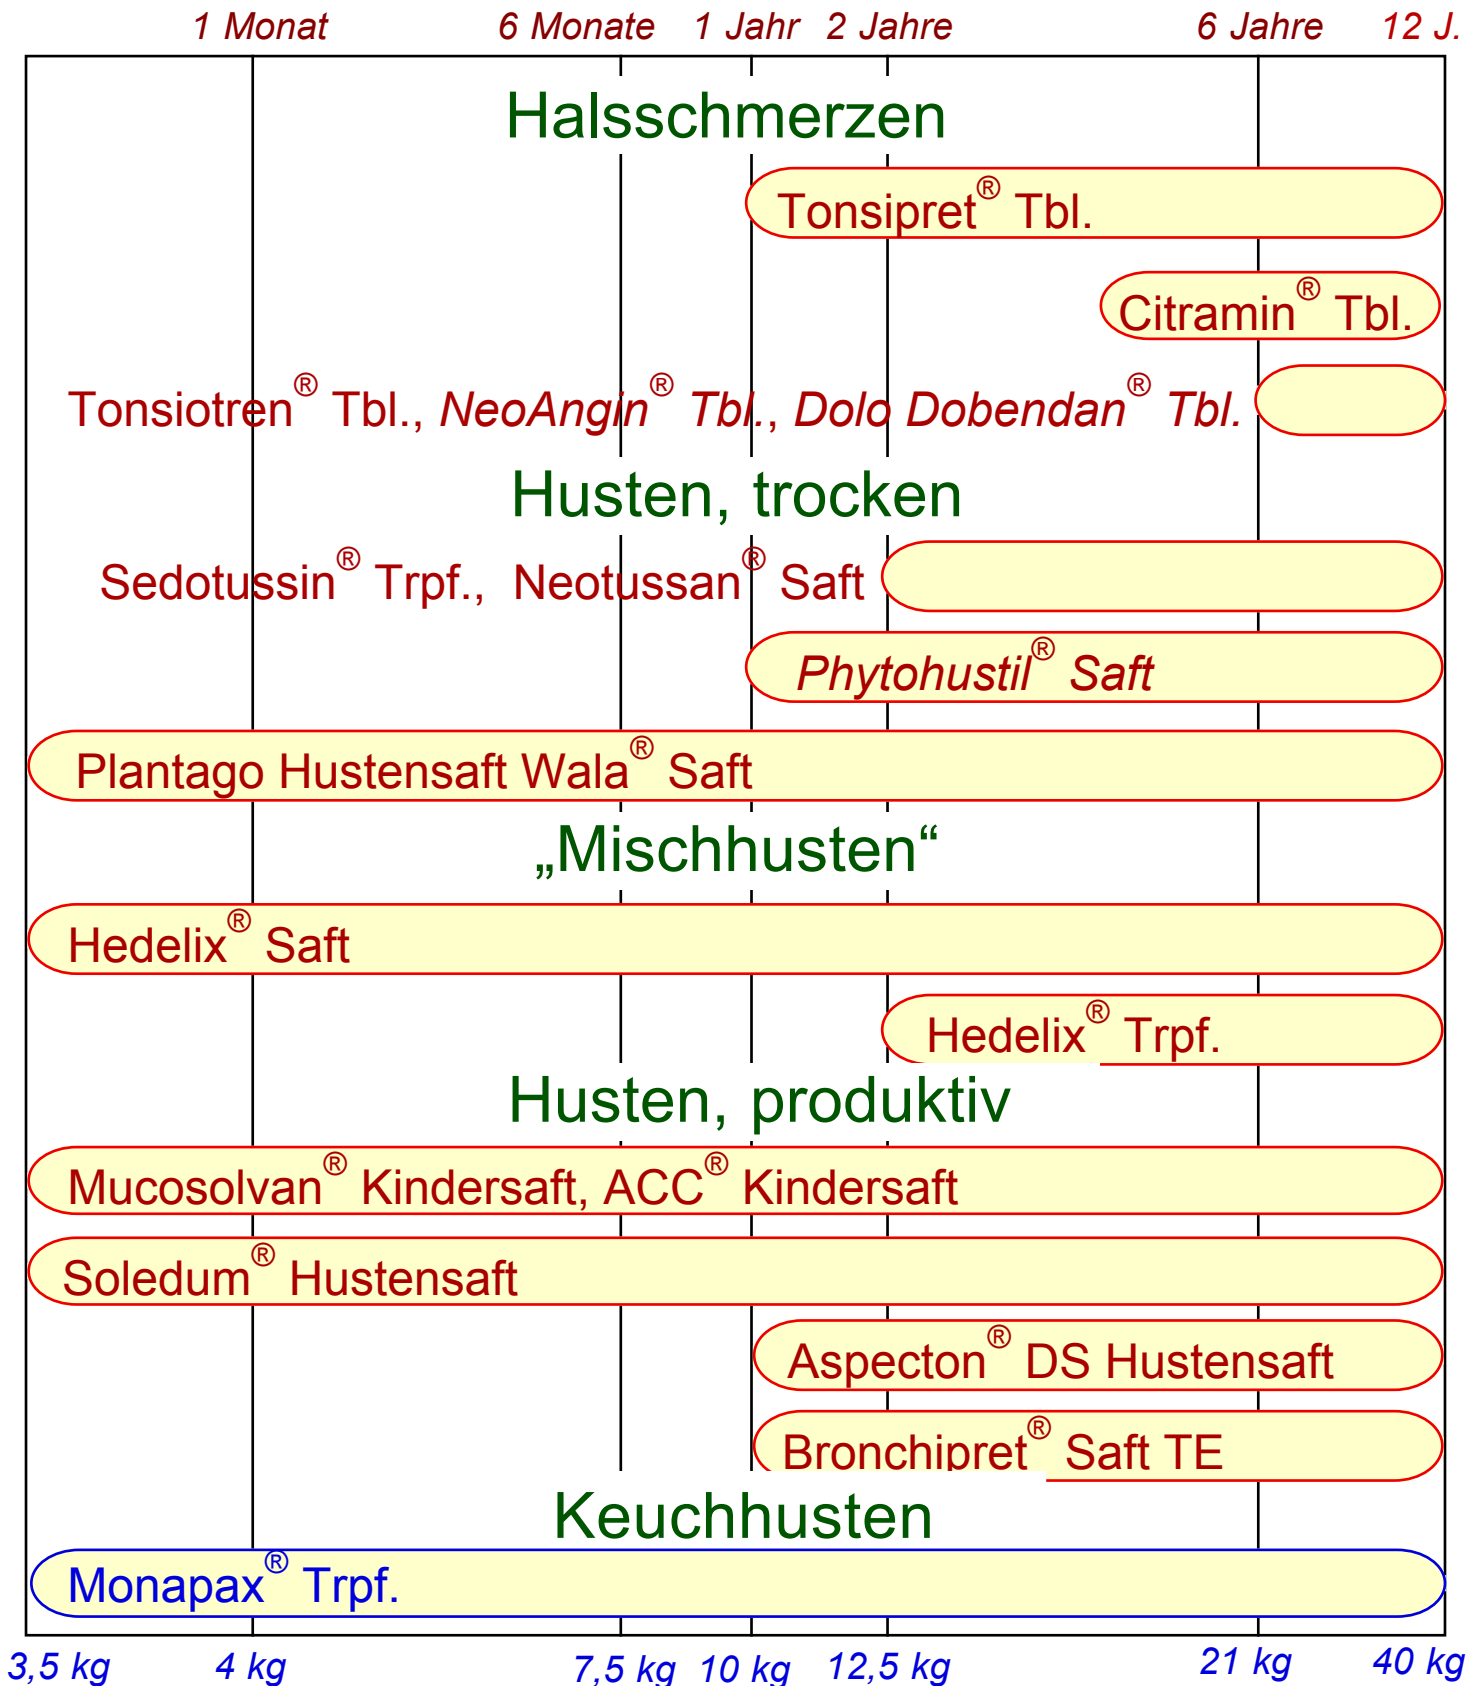 1 Monat 6 Monate 1 Jahr 2 Jahre 6 Jahre 12 J.
Halsschmerzen
Tonsipret® Tbl.
Citramin® Tbl.
Tonsiotren® Tbl., NeoAngin® Tbl., Dolo Dobendan® Tbl.
Husten, trocken
Sedotussin® Trpf., Neotussan® Saft
Phytohustil® Saft
Plantago Hustensaft Wala® Saft
„Mischhusten“
Hedelix® Saft
Hedelix® Trpf.
Husten, produktiv
Mucosolvan® Kindersaft, ACC® Kindersaft
Soledum® Hustensaft
Aspecton® DS Hustensaft
Bronchipret® Saft TE
Keuchhusten
Monapax® Trpf.
3,5 kg 4 kg 7,5 kg 10 kg 12,5 kg 21 kg 40 kg